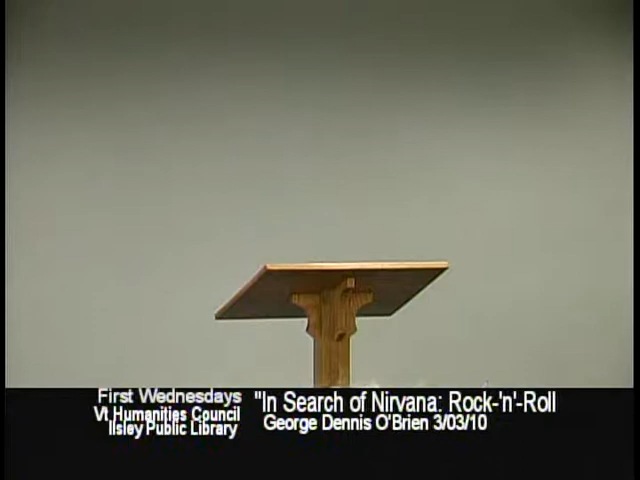 First Wednesdays
Vt Humanities Council
Ilsley Public Library
"In Search of Nirvana: Rock-'n'-Roll
George Dennis O'Brien 3/03/10